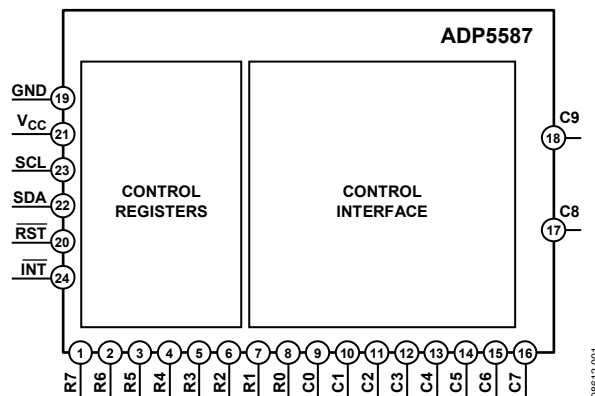 ADP5587
GND
19
VCC
21
SCL
23
SDA
22
RST
20
INT
24
CONTROL
REGISTERS
CONTROL
INTERFACE
C9
18
C8
17
1 2 3 4 5 6 7 8 9 10 11 12 13 14 15 16
R7 R6 R5 R4 R3 R2 R1 R0 C0 C1 C2 C3 C4 C5 C6 C7
08612-001